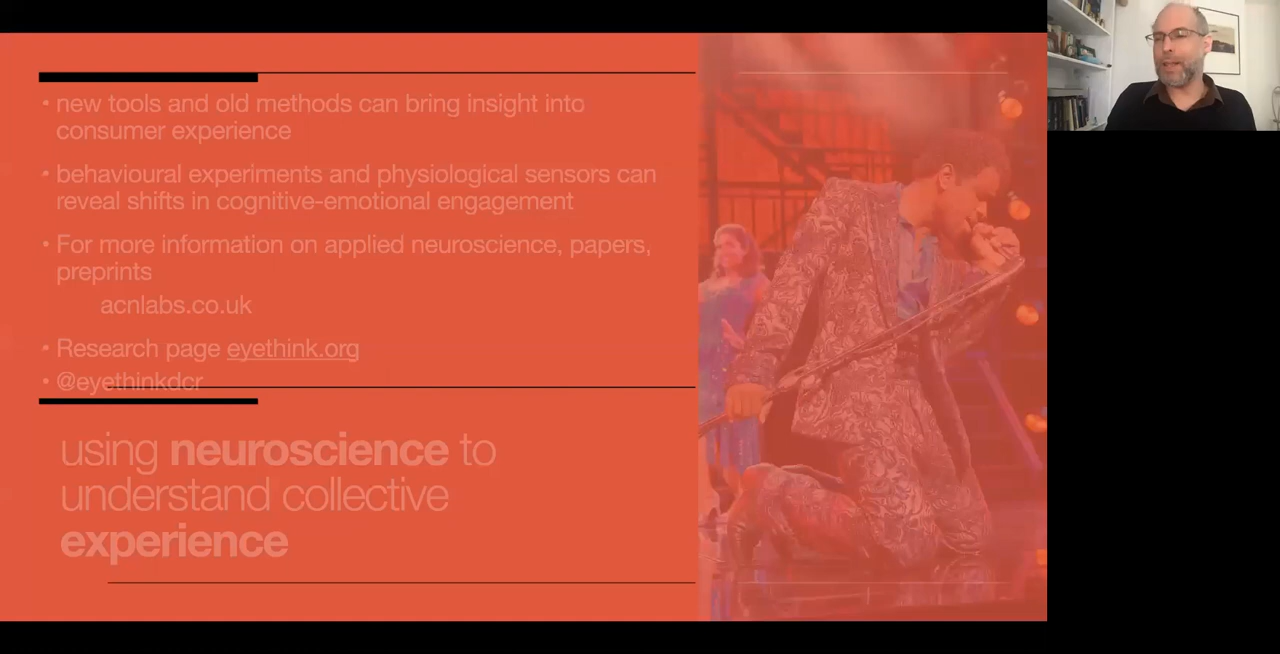 • new tools and old methods can bring insight into
consumer experience
• behavioural experiments and physiological sensors can
reveal shifts in cognitive-emotional engagement
• For more information on applied neuroscience, papers,
preprints
acnlabs.co.uk
• Research page eyethink.org
• @eyethinkdcr
using neuroscience to
understand collective
experience